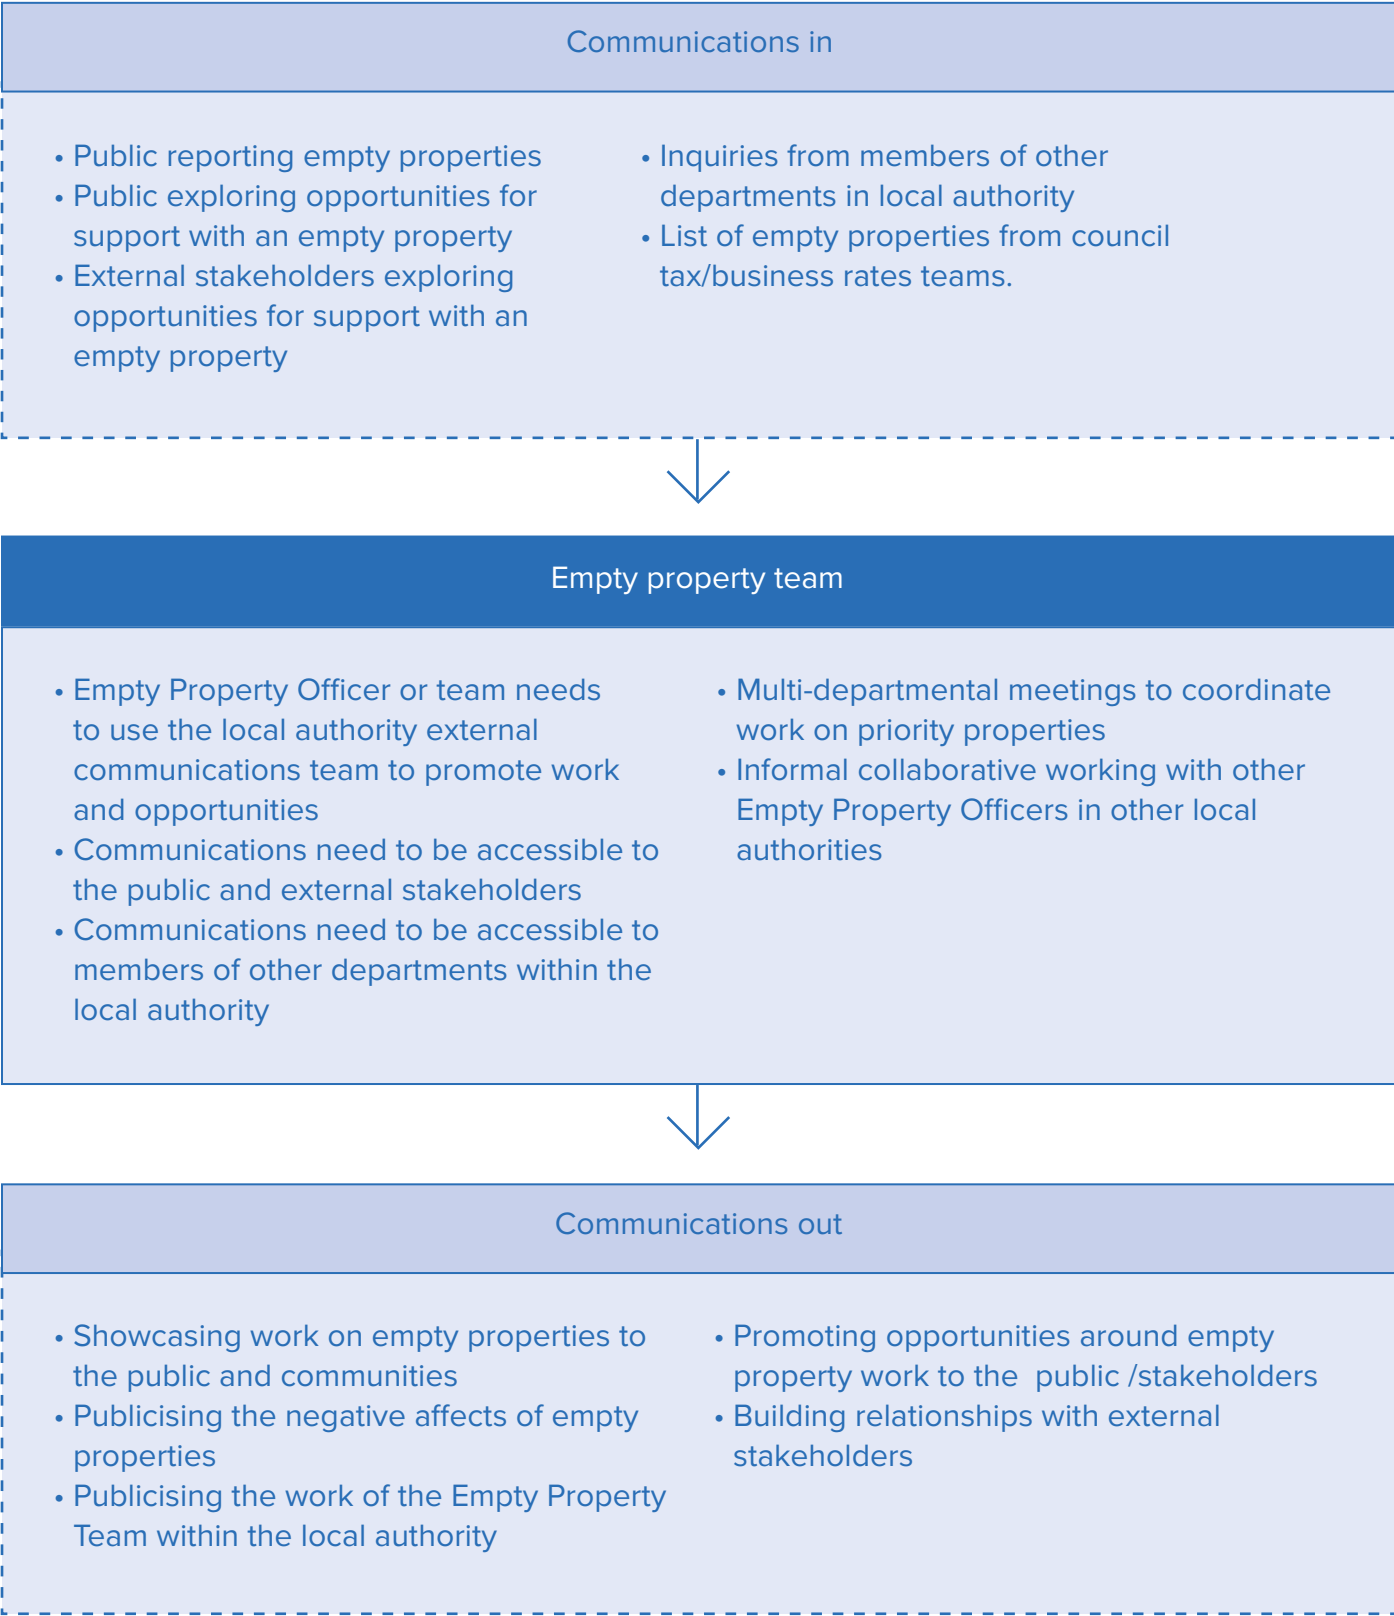 Communications in
• Public reporting empty properties
• Public exploring opportunities for
support with an empty property
• External stakeholders exploring
opportunities for support with an
empty property
• Inquiries from members of other
departments in local authority
• List of empty properties from council
tax/business rates teams.
Empty property team
• Empty Property Officer or team needs
to use the local authority external
communications team to promote work
and opportunities
• Communications need to be accessible to
the public and external stakeholders
• Communications need to be accessible to
members of other departments within the
local authority
• Multi-departmental meetings to coordinate
work on priority properties
• Informal collaborative working with other
Empty Property Officers in other local
authorities
Communications out
• Showcasing work on empty properties to
the public and communities
• Publicising the negative affects of empty
properties
• Publicising the work of the Empty Property
Team within the local authority
• Promoting opportunities around empty
property work to the  public /stakeholders
• Building relationships with external
stakeholders